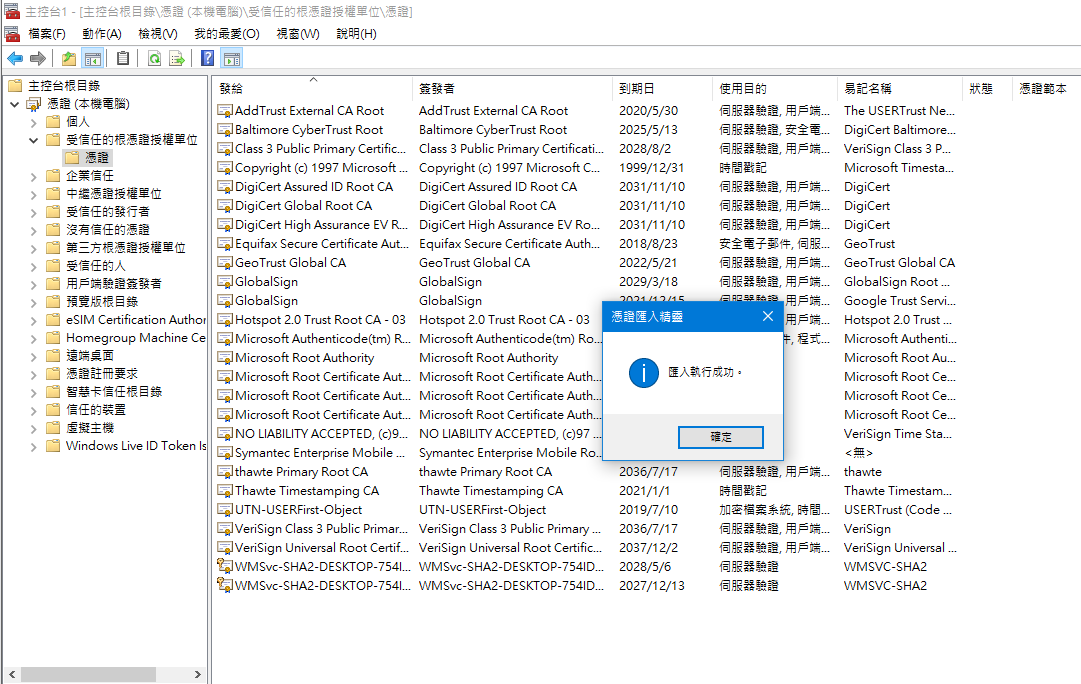 主控台1 - [主控台根目錄\憑證 (本機電腦)\受信任的根憑證授權單位\憑證]
檔案(F) 動作(A) 檢視(V) 我的最愛(O) 視窗(W) 說明(H)
主控台根目錄
憑證 (本機電腦)
個人
受信任的根憑證授權單位
憑證
企業信任
中繼憑證授權單位
受信任的發行者
沒有信任的憑證
第三方根憑證授權單位
受信任的人
用戶端驗證簽發者
預覽版根目錄
eSIM Certification Author
Homegroup Machine Ce
遠端桌面
憑證註冊要求
智慧卡信任根目錄
信任的裝置
虛擬主機
Windows Live ID Token Is
發給 簽發者 到期日 使用目的 易記名稱 狀態 憑證範本
AddTrust External CA Root AddTrust External CA Root 2020/5/30 伺服器驗證, 用戶端... The USERTrust Ne...
Baltimore CyberTrust Root Baltimore CyberTrust Root 2025/5/13 伺服器驗證, 安全電... DigiCert Baltimore...
Class 3 Public Primary Certific... Class 3 Public Primary Certificati... 2028/8/2 伺服器驗證, 用戶端... VeriSign Class 3 P...
Copyright (c) 1997 Microsoft ... Copyright (c) 1997 Microsoft C... 1999/12/31 時間戳記 Microsoft Timesta...
DigiCert Assured ID Root CA DigiCert Assured ID Root CA 2031/11/10 伺服器驗證, 用戶端... DigiCert
DigiCert Global Root CA DigiCert Global Root CA 2031/11/10 伺服器驗證, 用戶端... DigiCert
DigiCert High Assurance EV R... DigiCert High Assurance EV Ro... 2031/11/10 伺服器驗證, 用戶端... DigiCert
Equifax Secure Certificate Aut... Equifax Secure Certificate Auth... 2018/8/23 安全電子郵件, 伺服... GeoTrust
GeoTrust Global CA GeoTrust Global CA 2022/5/21 伺服器驗證, 用戶端... GeoTrust Global CA
GlobalSign GlobalSign 2029/3/18 伺服器驗證, 用戶端... GlobalSign Root ...
GlobalSign GlobalSign 2021/12/15 伺服器驗證, 用戶端... Google Trust Servi...
Hotspot 2.0 Trust Root CA - 03 Hotspot 2.0 Trust Root CA - 03 用戶端... Hotspot 2.0 Trust ...
Microsoft Authenticode(tm) R... Microsoft Authenticode(tm) Ro... 件, 程式... Microsoft Authenti...
Microsoft Root Authority Microsoft Root Authority Microsoft Root Au...
Microsoft Root Certificate Aut... Microsoft Root Certificate Auth... Microsoft Root Ce...
Microsoft Root Certificate Aut... Microsoft Root Certificate Auth... Microsoft Root Ce...
Microsoft Root Certificate Aut... Microsoft Root Certificate Auth... Microsoft Root Ce...
NO LIABILITY ACCEPTED, (c)9... NO LIABILITY ACCEPTED, (c)97 ... VeriSign Time Sta...
Symantec Enterprise Mobile ... Symantec Enterprise Mobile Ro... <無>
thawte Primary Root CA thawte Primary Root CA 2036/7/17 伺服器驗證, 用戶端... thawte
Thawte Timestamping CA Thawte Timestamping CA 2021/1/1 時間戳記 Thawte Timestam...
UTN-USERFirst-Object UTN-USERFirst-Object 2019/7/10 加密檔案系統, 時間... USERTrust (Code ...
VeriSign Class 3 Public Primar... VeriSign Class 3 Public Primary ... 2036/7/17 伺服器驗證, 用戶端... VeriSign
VeriSign Universal Root Certif... VeriSign Universal Root Certific... 2037/12/2 伺服器驗證, 用戶端... VeriSign Universal ...
WMSvc-SHA2-DESKTOP-754I... WMSvc-SHA2-DESKTOP-754ID... 2028/5/6 伺服器驗證 WMSVC-SHA2
WMSvc-SHA2-DESKTOP-754I... WMSvc-SHA2-DESKTOP-754ID... 2027/12/13 伺服器驗證 WMSVC-SHA2
憑證匯入精靈
匯入執行成功。
確定